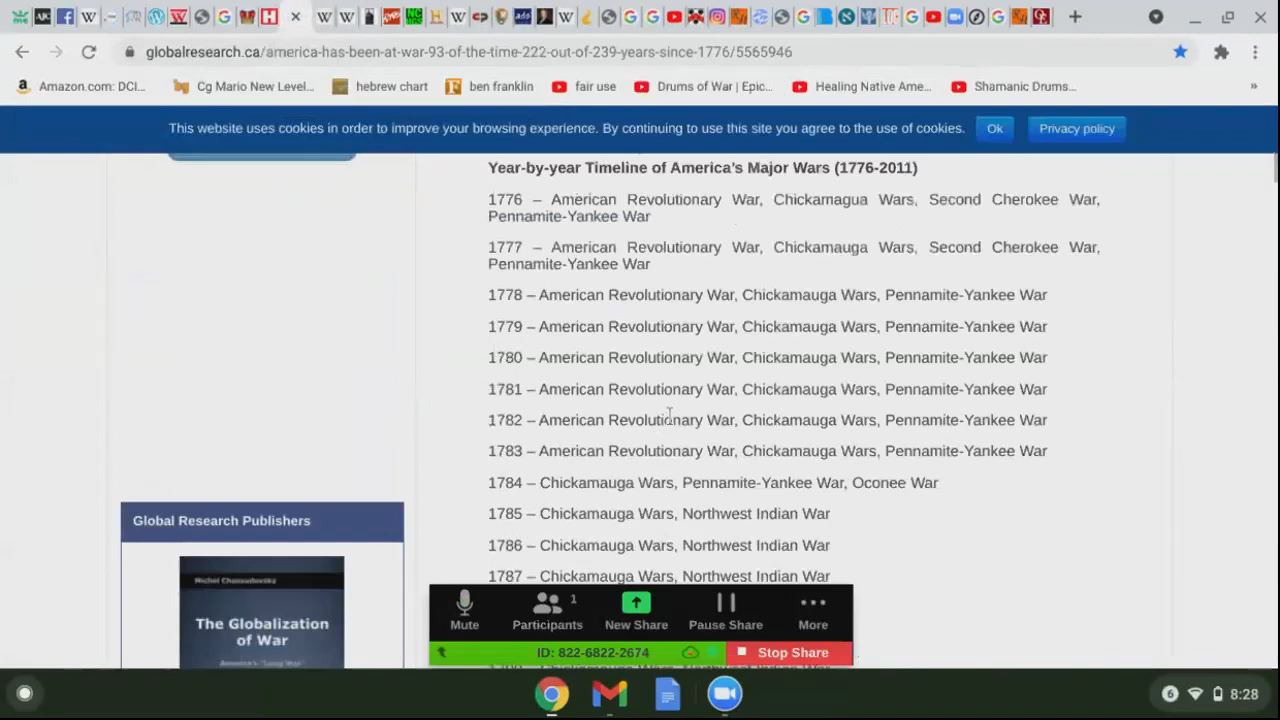 globalresearch.ca/america-has-been-at-war-93-of-the-time-222-out-of-239-years-since-1776/5565946
Amazon.com: DCI... Cg Mario New Level... hebrew chart ben franklin fair use Drums of War | Epic... Healing Native Ame... Shamanic Drums... »
This website uses cookies in order to improve your browsing experience. By continuing to use this site you agree to the use of cookies. Ok Privacy policy
Year-by-year Timeline of America's Major Wars (1776-2011)
1776 – American Revolutionary War, Chickamagua Wars, Second Cherokee War,
Pennamite-Yankee War
1777 – American Revolutionary War, Chickamauga Wars, Second Cherokee War,
Pennamite-Yankee War
1778 – American Revolutionary War, Chickamauga Wars, Pennamite-Yankee War
1779 – American Revolutionary War, Chickamauga Wars, Pennamite-Yankee War
1780 – American Revolutionary War, Chickamauga Wars, Pennamite-Yankee War
1781 – American Revolutionary War, Chickamauga Wars, Pennamite-Yankee War
1782 – American Revolutionary War, Chickamauga Wars, Pennamite-Yankee War
1783 – American Revolutionary War, Chickamauga Wars, Pennamite-Yankee War
1784 – Chickamauga Wars, Pennamite-Yankee War, Oconee War
1785 – Chickamauga Wars, Northwest Indian War
1786 – Chickamauga Wars, Northwest Indian War
1787 – Chickamauga Wars, Northwest Indian War
Global Research Publishers
Michel Chossudovsky
The Globalization
of War
America's "Long War"
1
Mute Participants New Share Pause Share More
ID: 822-6822-2674 Stop Share
6 8:28